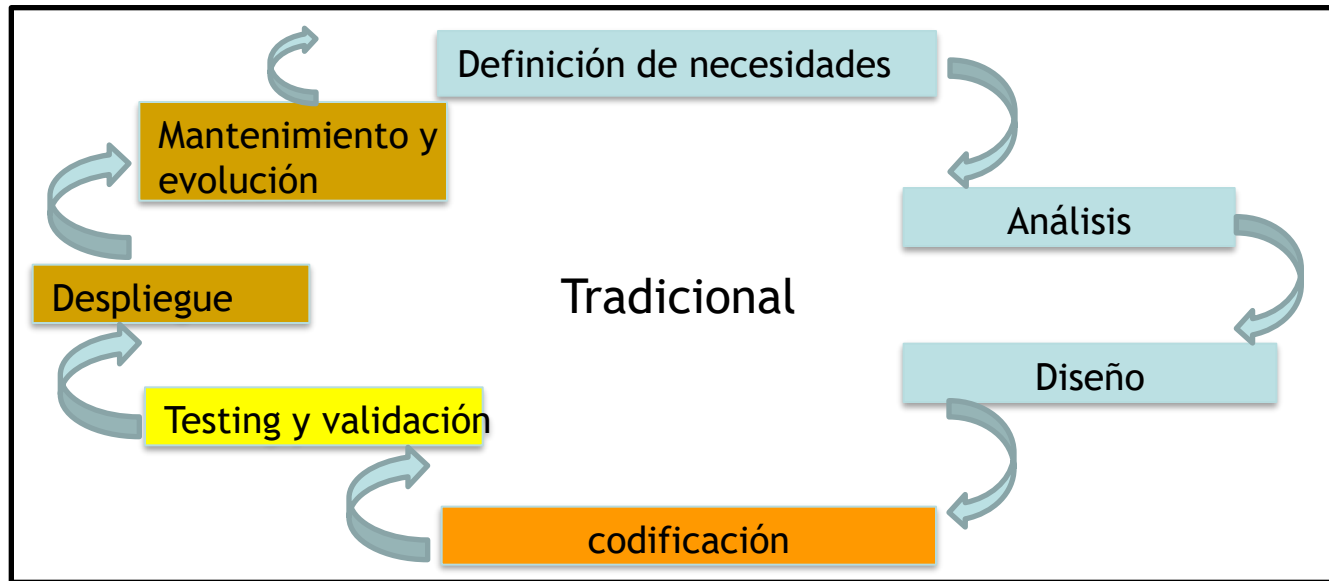 Definición de necesidades
Mantenimiento y
evolución
Análisis
Despliegue
Tradicional
Diseño
Testing y validación
codificación